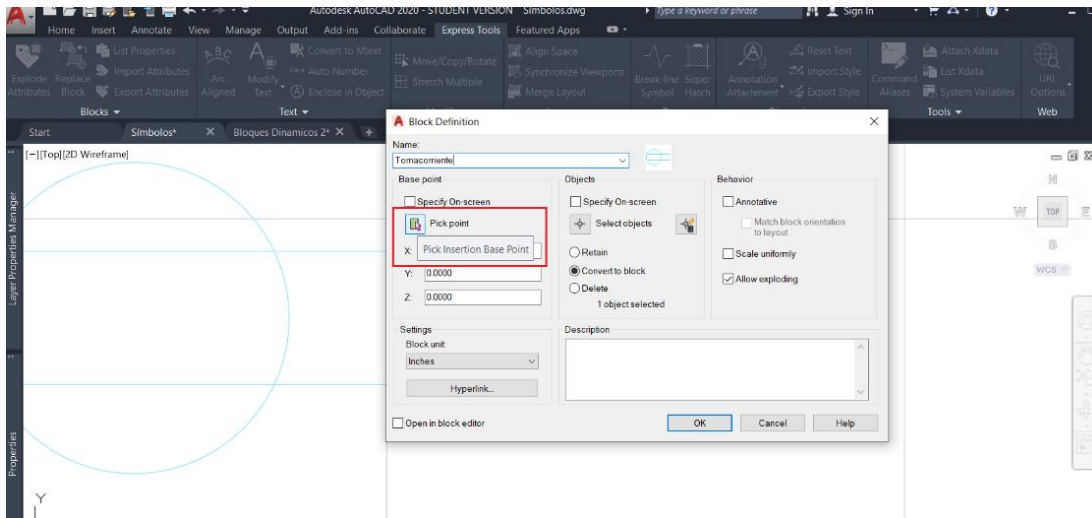 Autodesk AutoCAD 2020 - STUDENT VERSION Símbolos.dwg Type a keyword or phrase Sign In
Home Insert Annotate View Manage Output Add-ins Collaborate Express Tools Featured Apps
Explode Attributes
Replace Block
List Properties
Import Attributes
Export Attributes
Arc Aligned
Modify Text
Convert to Mtext
Auto Number
Enclose in Object
Move/Copy/Rotate
Stretch Multiple
Align Space
Synchronize Viewports
Merge Layout
Break-line Symbol
Super Hatch
Annotation Attachment
Reset Text
Import Style
Export Style
Command Aliases
Attach Xdata
List Xdata
System Variables
URL Options
Blocks Text Tools Web
Start Símbolos* Bloques Dinamicos 2*
[-][Top][2D Wireframe]
Layer Properties Manager
Properties
Y
N
W TOP E
S
WCS
A Block Definition
Name:
Tomacorriente
Base point
Specify On-screen
Pick point
X:
Pick Insertion Base Point
Y: 0.0000
Z: 0.0000
Objects
Specify On-screen
Select objects
Retain
Convert to block
Delete
1 object selected
Behavior
Annotative
Match block orientation
to layout
Scale uniformly
Allow exploding
Settings
Block unit:
Inches
Hyperlink...
Description
Open in block editor
OK Cancel Help